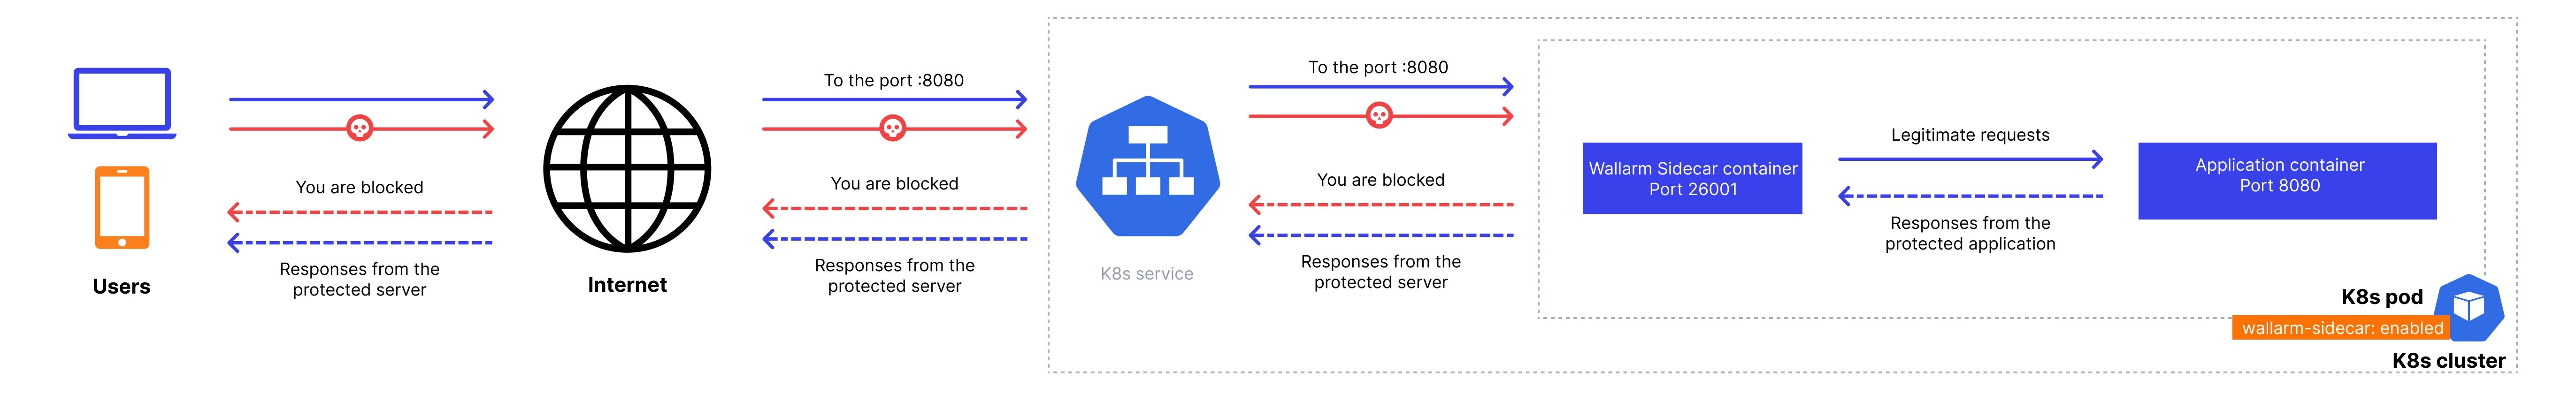 Users
You are blocked
Responses from the
protected server
Internet
To the port :8080
You are blocked
Responses from the
protected server
K8s service
To the port :8080
You are blocked
Responses from the
protected server
Wallarm Sidecar container
Port 26001
Legitimate requests
Responses from the
protected application
Application container
Port 8080
K8s pod
wallarm-sidecar: enabled
K8s cluster